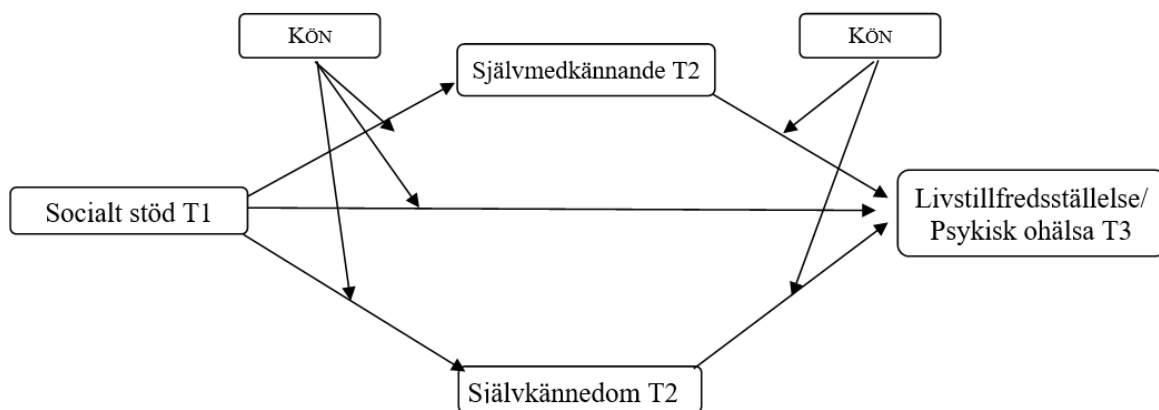 KÖN
KÖN
Självmedkännande T2
Socialt stöd T1
Livstillfredsställelse/
Psykisk ohälsa T3
Självkännedom T2